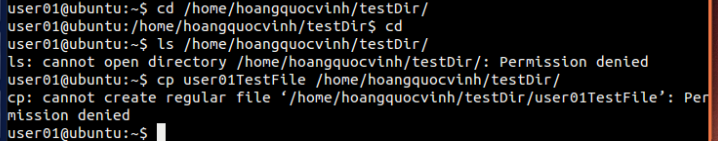 user01@ubuntu:~$ cd /home/hoangquocvinh/testDir/
user01@ubuntu:/home/hoangquocvinh/testDir$ cd
user01@ubuntu:~$ ls /home/hoangquocvinh/testDir/
ls: cannot open directory /home/hoangquocvinh/testDir/: Permission denied
user01@ubuntu:~$ cp user01TestFile /home/hoangquocvinh/testDir/
cp: cannot create regular file ‘/home/hoangquocvinh/testDir/user01TestFile’: Per
mission denied
user01@ubuntu:~$